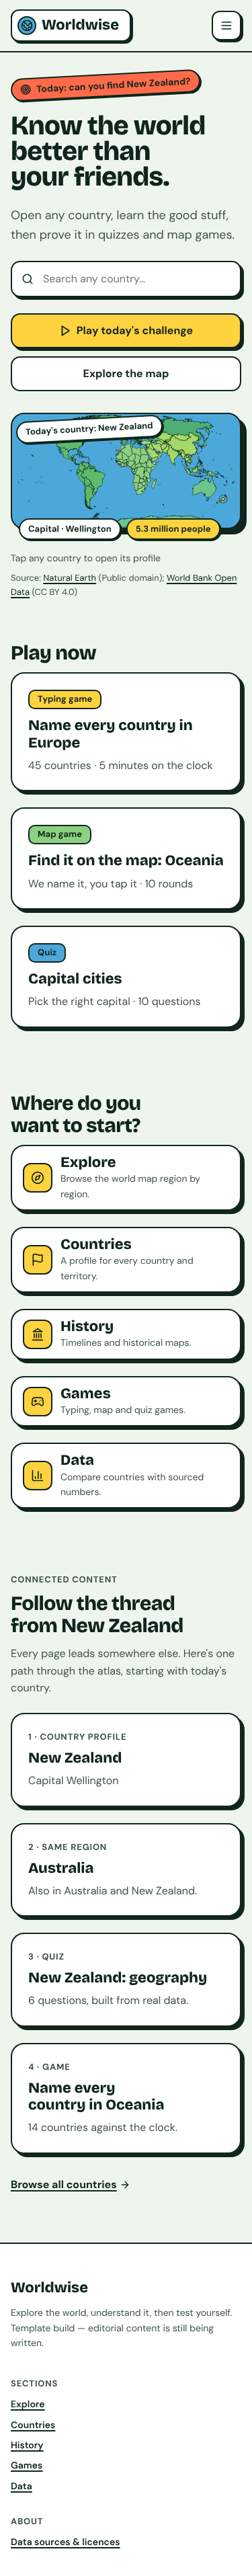 Worldwise
Today: can you find New Zealand?
Know the world
better than
your friends.
Open any country, learn the good stuff,
then prove it in quizzes and map games.
Search any country...
Play today's challenge
Explore the map
Today's country: New Zealand
Capital · Wellington
5.3 million people
Tap any country to open its profile
Source: Natural Earth (Public domain); World Bank Open
Data (CC BY 4.0)
Play now
Typing game
Name every country in
Europe
45 countries · 5 minutes on the clock
Map game
Find it on the map: Oceania
We name it, you tap it · 10 rounds
Quiz
Capital cities
Pick the right capital · 10 questions
Where do you
want to start?
Explore
Browse the world map region by
region.
Countries
A profile for every country and
territory.
History
Timelines and historical maps.
Games
Typing, map and quiz games.
Data
Compare countries with sourced
numbers.
CONNECTED CONTENT
Follow the thread
from New Zealand
Every page leads somewhere else. Here's one
path through the atlas, starting with today's
country.
1 · COUNTRY PROFILE
New Zealand
Capital Wellington
2 · SAME REGION
Australia
Also in Australia and New Zealand.
3 · QUIZ
New Zealand: geography
6 questions, built from real data.
4 · GAME
Name every
country in Oceania
14 countries against the clock.
Browse all countries →
Worldwise
Explore the world, understand it, then test yourself.
Template build — editorial content is still being
written.
SECTIONS
Explore
Countries
History
Games
Data
ABOUT
Data sources & licences